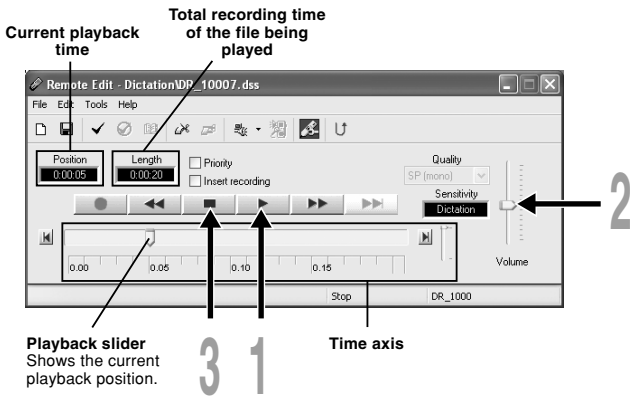 Total recording time
of the file being
played
Current playback
time
Remote Edit - Dictation\DR_10007.dss
File Edit Tools Help
Position
Length
Priority
Quality
0:00:05
0:00:20
Insert recording
SP (mono)
Sensitivity
Dictation
2
0.00 0.05 0.10 0.15
Volume
Stop DR_1000
Playback slider
Shows the current
playback position.
3
1
Time axis